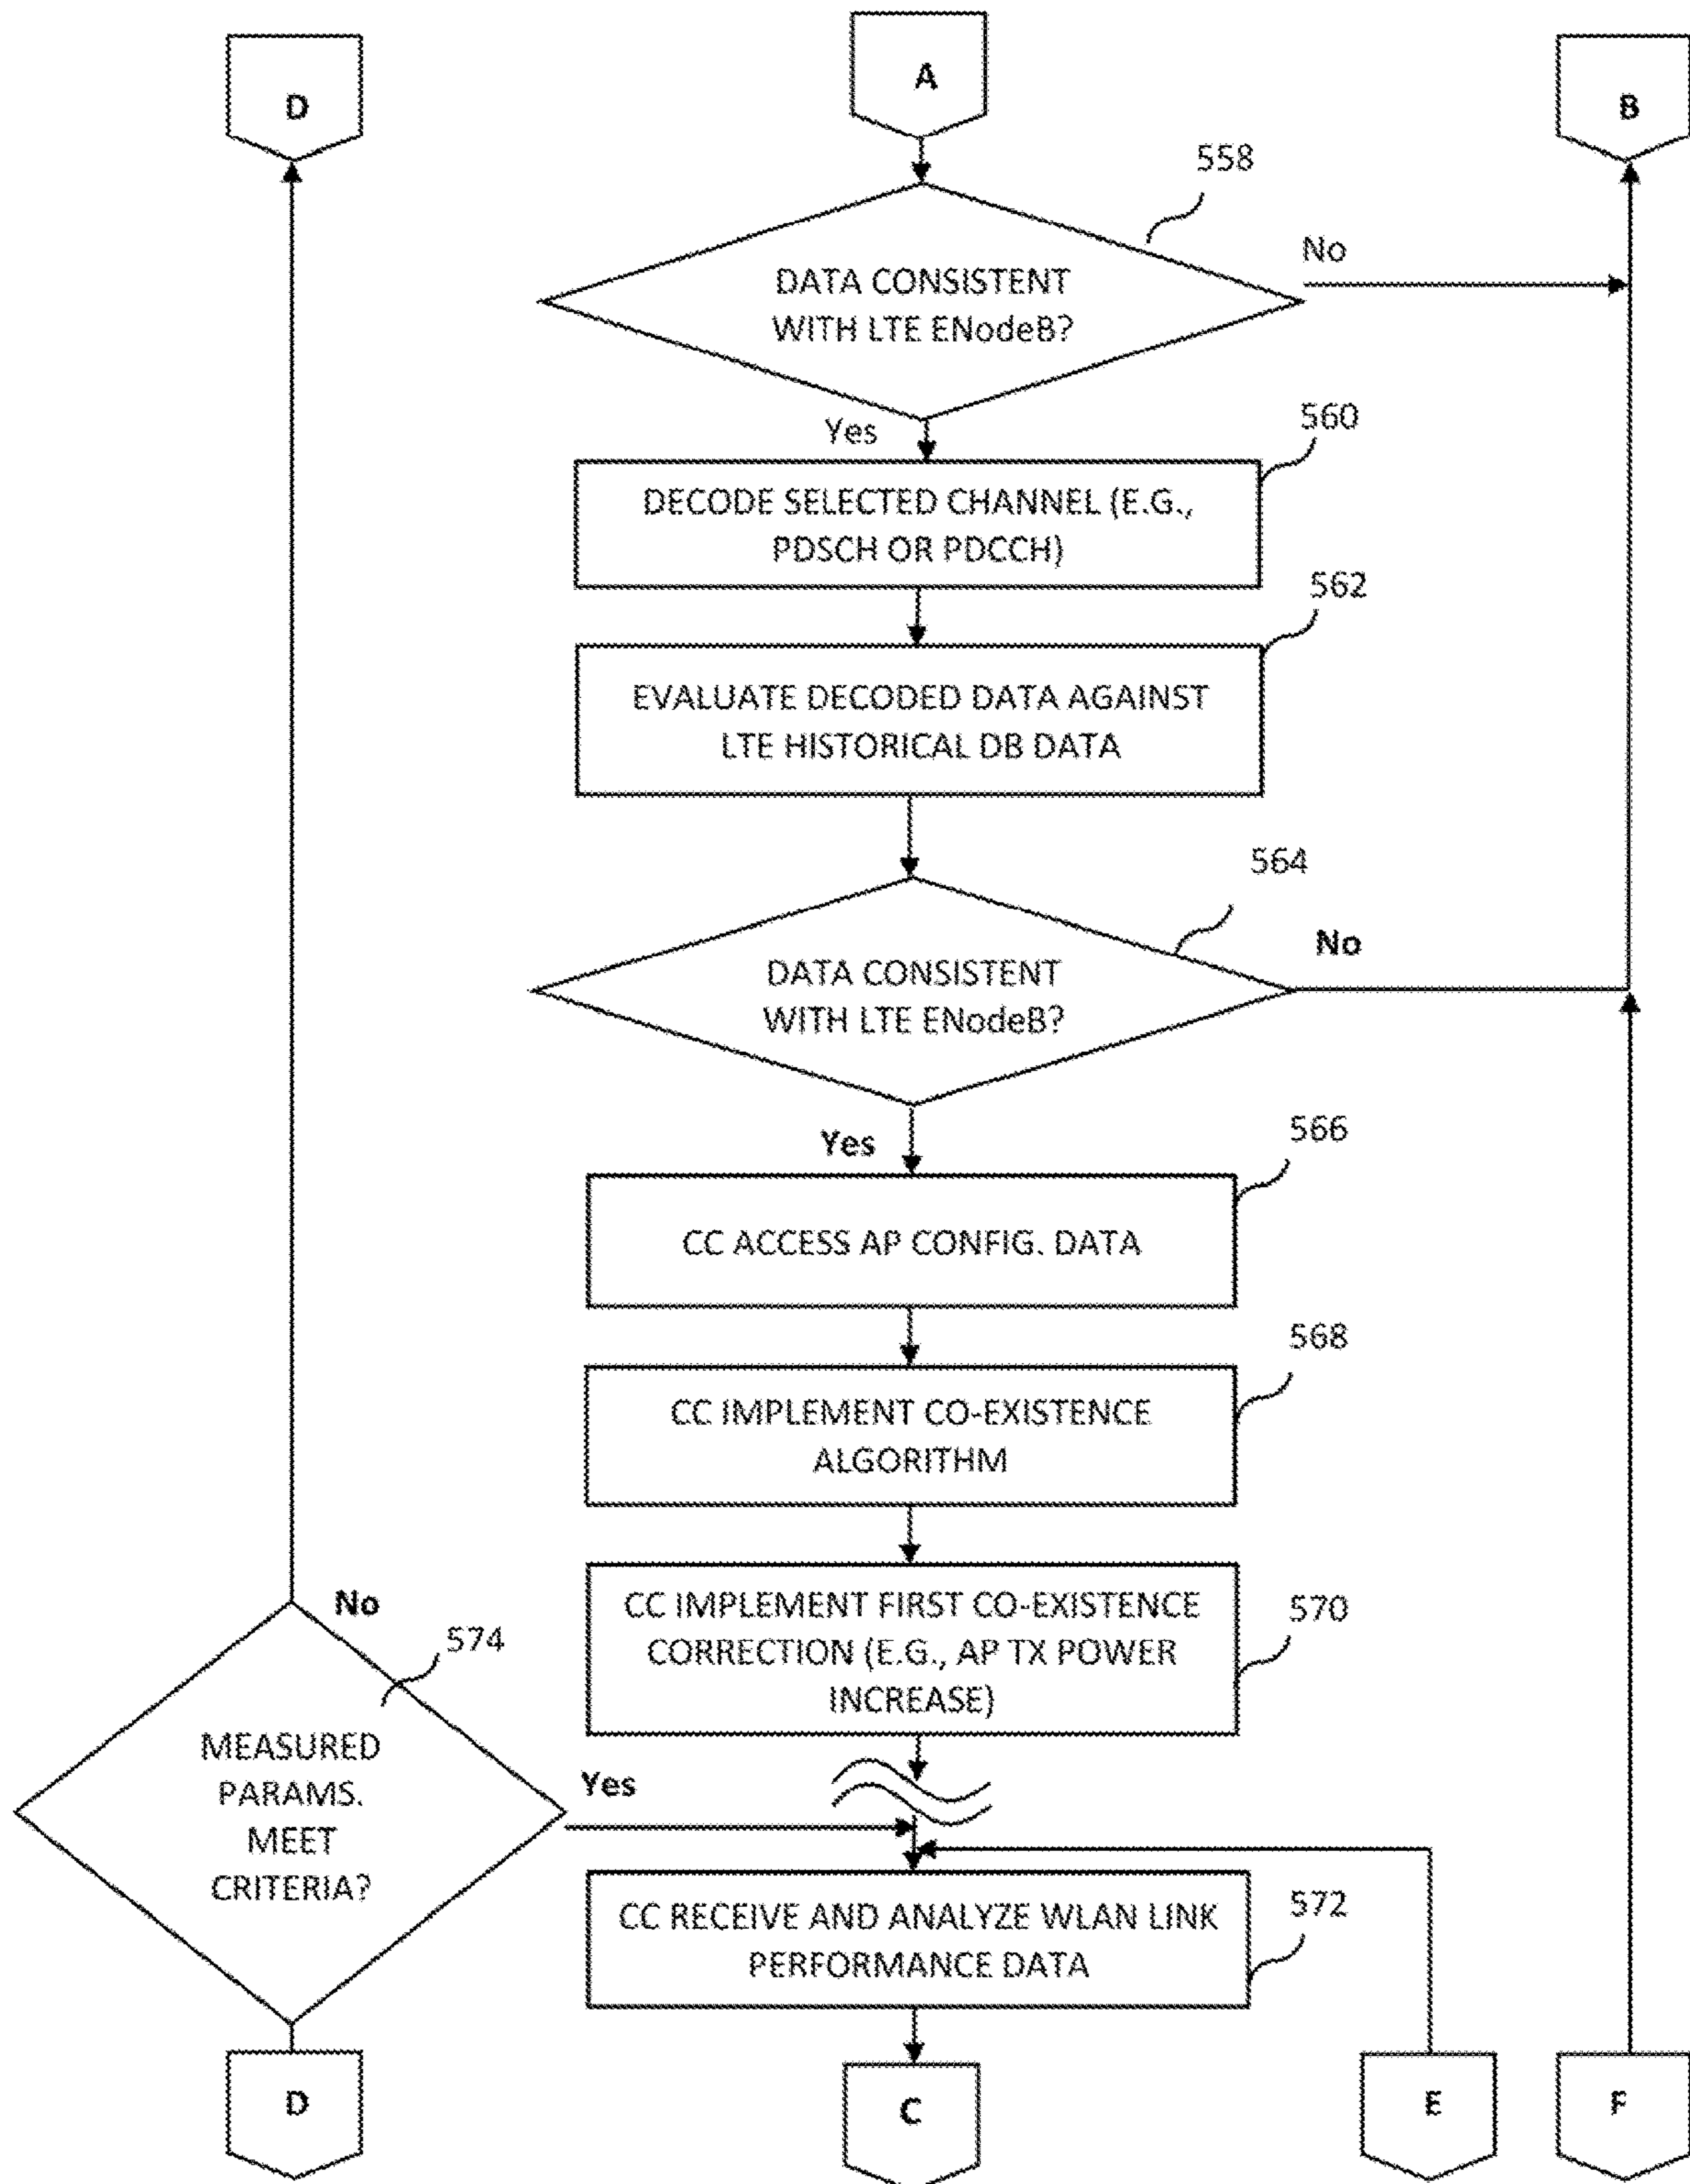 D
A
B
558
DATA CONSISTENT
WITH LTE ENodeB?
No
Yes
560
DECODE SELECTED CHANNEL (E.G.,
PDSCH OR PDCCH)
562
EVALUATE DECODED DATA AGAINST
LTE HISTORICAL DB DATA
564
DATA CONSISTENT
WITH LTE ENodeB?
No
Yes
566
CC ACCESS AP CONFIG. DATA
568
CC IMPLEMENT CO-EXISTENCE
ALGORITHM
570
CC IMPLEMENT FIRST CO-EXISTENCE
CORRECTION (E.G., AP TX POWER
INCREASE)
No
574
MEASURED
PARAMS.
MEET
CRITERIA?
Yes
572
CC RECEIVE AND ANALYZE WLAN LINK
PERFORMANCE DATA
D
C
E
F